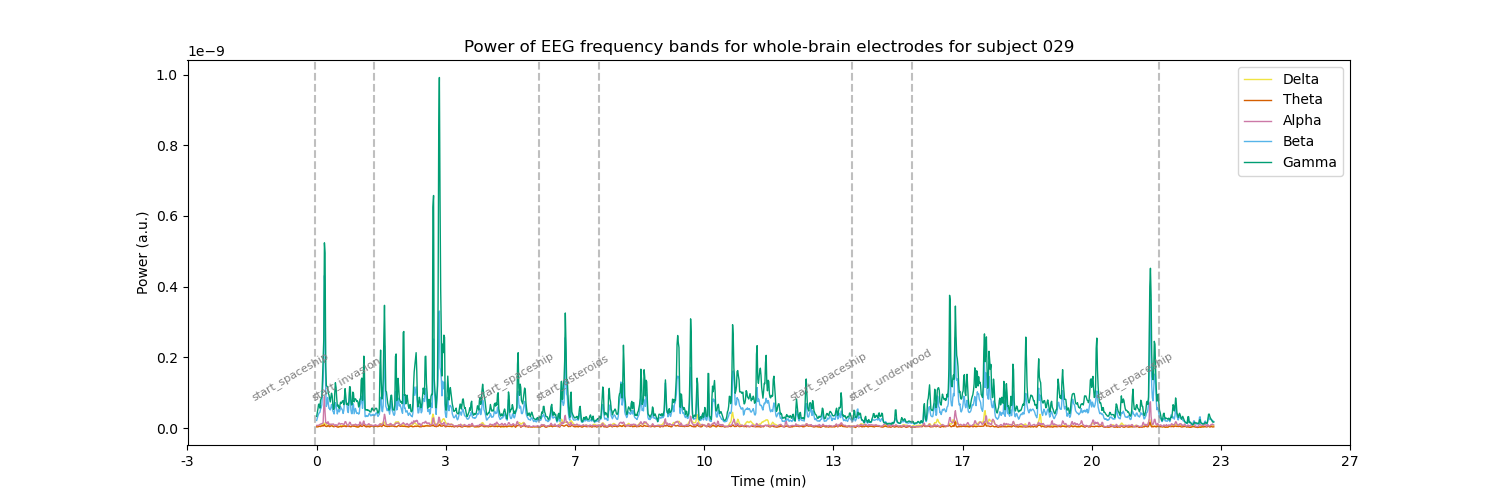 Power of EEG frequency bands for whole-brain electrodes for subject 029
1e−9
1.0
0.8
0.6
0.4
0.2
0.0
Power (a.u.)
Delta
Theta
Alpha
Beta
Gamma
start_spaceship
start_invasion
start_spaceship
start_asteroids
start_spaceship
start_underwood
start_spaceship
-3
0
3
7
10
13
17
20
23
27
Time (min)